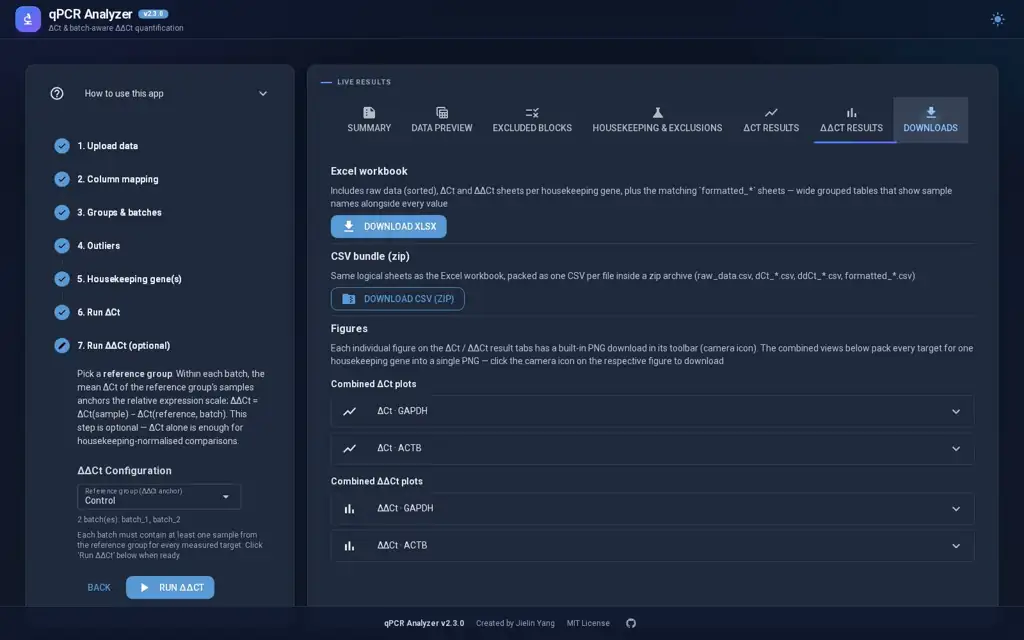 qPCR Analyzer v2.3.0
ΔCt & batch-aware ΔΔCt quantification
How to use this app
1. Upload data
2. Column mapping
3. Groups & batches
4. Outliers
5. Housekeeping gene(s)
6. Run ΔCt
7. Run ΔΔCt (optional)
Pick a reference group. Within each batch, the
mean ΔCt of the reference group's samples
anchors the relative expression scale; ΔΔCt =
ΔCt(sample) − ΔCt(reference, batch). This
step is optional — ΔCt alone is enough for
housekeeping-normalised comparisons.
ΔΔCt Configuration
Reference group (ΔΔCt anchor)
Control
2 batch(es): batch_1, batch_2
Each batch must contain at least one sample from
the reference group for every measured target. Click
'Run ΔΔCt' below when ready.
BACK
RUN ΔΔCT
LIVE RESULTS
SUMMARY
DATA PREVIEW
EXCLUDED BLOCKS
HOUSEKEEPING & EXCLUSIONS
ΔCT RESULTS
ΔΔCT RESULTS
DOWNLOADS
Excel workbook
Includes raw data (sorted), ΔCt and ΔΔCt sheets per housekeeping gene, plus the matching `formatted_*` sheets — wide grouped tables that show sample
names alongside every value
DOWNLOAD XLSX
CSV bundle (zip)
Same logical sheets as the Excel workbook, packed as one CSV per file inside a zip archive (raw_data.csv, dCt_*.csv, ddCt_*.csv, formatted_*.csv)
DOWNLOAD CSV (ZIP)
Figures
Each individual figure on the ΔCt / ΔΔCt result tabs has a built-in PNG download in its toolbar (camera icon). The combined views below pack every target for one
housekeeping gene into a single PNG — click the camera icon on the respective figure to download
Combined ΔCt plots
ΔCt · GAPDH
ΔCt · ACTB
Combined ΔΔCt plots
ΔΔCt · GAPDH
ΔΔCt · ACTB
qPCR Analyzer v2.3.0 Created by Jielin Yang MIT License